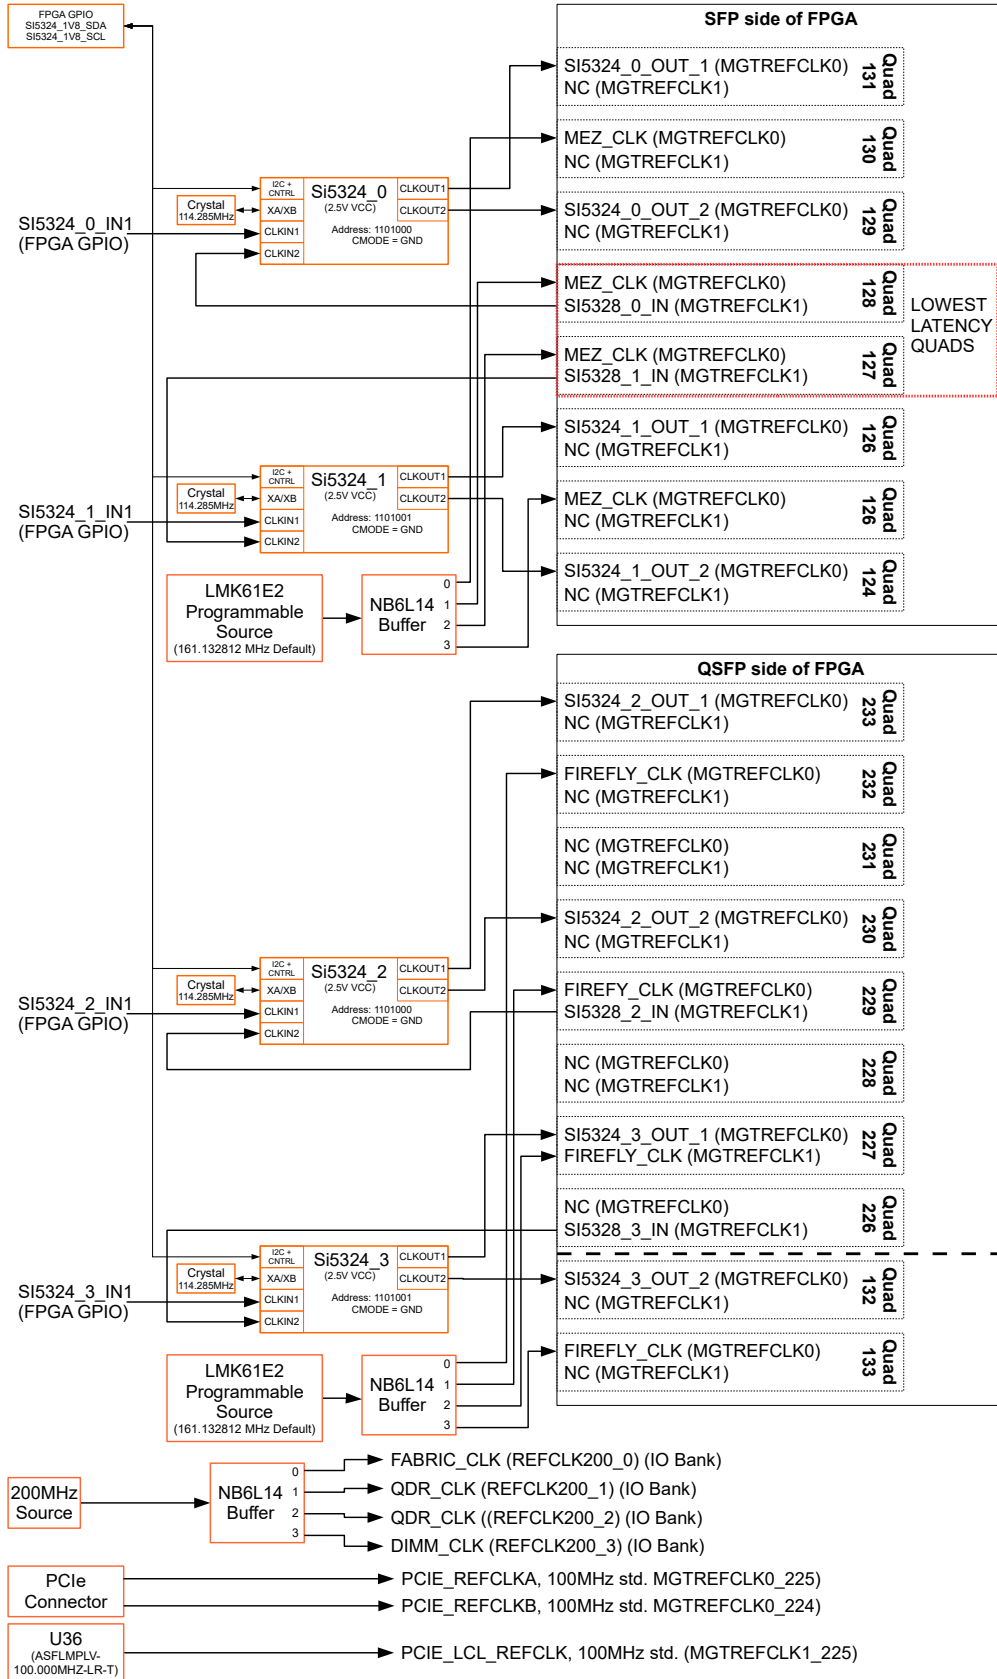 FPGA GPIO
SI5324_1V8_SDA
SI5324_1V8_SCL
SFP side of FPGA
SI5324_0_OUT_1 (MGTREFCLK0)
NC (MGTREFCLK1)
Quad
131
MEZ_CLK (MGTREFCLK0)
NC (MGTREFCLK1)
Quad
130
SI5324_0_OUT_2 (MGTREFCLK0)
NC (MGTREFCLK1)
Quad
129
MEZ_CLK (MGTREFCLK0)
SI5328_0_IN (MGTREFCLK1)
Quad
128
LOWEST
LATENCY
QUADS
MEZ_CLK (MGTREFCLK0)
SI5328_1_IN (MGTREFCLK1)
Quad
127
SI5324_1_OUT_1 (MGTREFCLK0)
NC (MGTREFCLK1)
Quad
126
MEZ_CLK (MGTREFCLK0)
NC (MGTREFCLK1)
Quad
126
SI5324_1_OUT_2 (MGTREFCLK0)
NC (MGTREFCLK1)
Quad
124
SI5324_0_IN1
(FPGA GPIO)
Crystal
114.285MHz
I2C +
CNTRL
XA/XB
CLKIN1
CLKIN2
Si5324_0
(2.5V VCC)
Address: 1101000
CMODE = GND
CLKOUT1
CLKOUT2
SI5324_1_IN1
(FPGA GPIO)
Crystal
114.285MHz
I2C +
CNTRL
XA/XB
CLKIN1
CLKIN2
Si5324_1
(2.5V VCC)
Address: 1101001
CMODE = GND
CLKOUT1
CLKOUT2
LMK61E2
Programmable
Source
(161.132812 MHz Default)
NB6L14
Buffer
0
1
2
3
QSFP side of FPGA
SI5324_2_OUT_1 (MGTREFCLK0)
NC (MGTREFCLK1)
Quad
233
FIREFLY_CLK (MGTREFCLK0)
NC (MGTREFCLK1)
Quad
232
NC (MGTREFCLK0)
NC (MGTREFCLK1)
Quad
231
SI5324_2_OUT_2 (MGTREFCLK0)
NC (MGTREFCLK1)
Quad
230
FIREFY_CLK (MGTREFCLK0)
SI5328_2_IN (MGTREFCLK1)
Quad
229
NC (MGTREFCLK0)
NC (MGTREFCLK1)
Quad
228
SI5324_3_OUT_1 (MGTREFCLK0)
FIREFLY_CLK (MGTREFCLK1)
Quad
227
NC (MGTREFCLK0)
SI5328_3_IN (MGTREFCLK1)
Quad
226
SI5324_3_OUT_2 (MGTREFCLK0)
NC (MGTREFCLK1)
Quad
132
FIREFLY_CLK (MGTREFCLK0)
NC (MGTREFCLK1)
Quad
133
SI5324_2_IN1
(FPGA GPIO)
Crystal
114.285MHz
I2C +
CNTRL
XA/XB
CLKIN1
CLKIN2
Si5324_2
(2.5V VCC)
Address: 1101000
CMODE = GND
CLKOUT1
CLKOUT2
SI5324_3_IN1
(FPGA GPIO)
Crystal
114.285MHz
I2C +
CNTRL
XA/XB
CLKIN1
CLKIN2
Si5324_3
(2.5V VCC)
Address: 1101001
CMODE = GND
CLKOUT1
CLKOUT2
LMK61E2
Programmable
Source
(161.132812 MHz Default)
NB6L14
Buffer
0
1
2
3
200MHz
Source
NB6L14
Buffer
0
1
2
3
FABRIC_CLK (REFCLK200_0) (IO Bank)
QDR_CLK (REFCLK200_1) (IO Bank)
QDR_CLK ((REFCLK200_2) (IO Bank)
DIMM_CLK (REFCLK200_3) (IO Bank)
PCIe
Connector
PCIE_REFCLKA, 100MHz std. MGTREFCLK0_225)
PCIE_REFCLKB, 100MHz std. MGTREFCLK0_224)
U36
(ASFLMPLV-
100.000MHZ-LR-T)
PCIE_LCL_REFCLK, 100MHz std. (MGTREFCLK1_225)